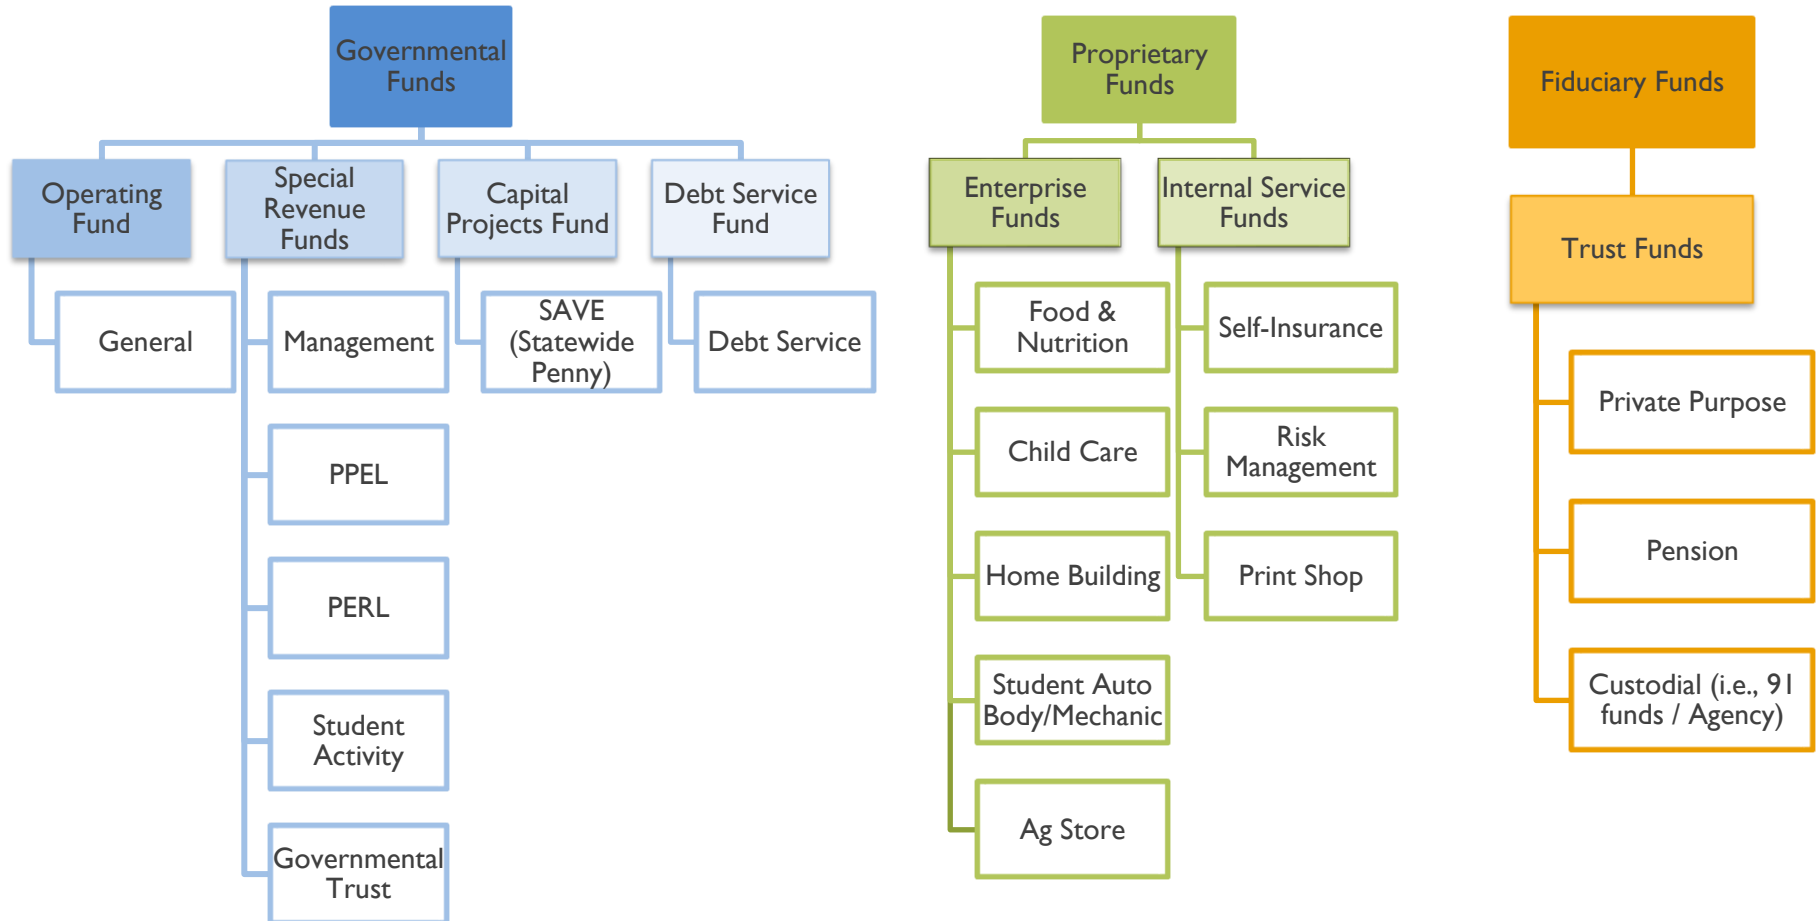 Governmental
Funds
Operating
Fund
General
Special
Revenue
Funds
Management
PPEL
PERL
Student
Activity
Governmental
Trust
Capital
Projects Fund
SAVE
(Statewide
Penny)
Debt Service
Fund
Debt Service
Proprietary
Funds
Enterprise
Funds
Food &
Nutrition
Child Care
Home Building
Student Auto
Body/Mechanic
Ag Store
Internal Service
Funds
Self-Insurance
Risk
Management
Print Shop
Fiduciary Funds
Trust Funds
Private Purpose
Pension
Custodial (i.e., 91
funds / Agency)